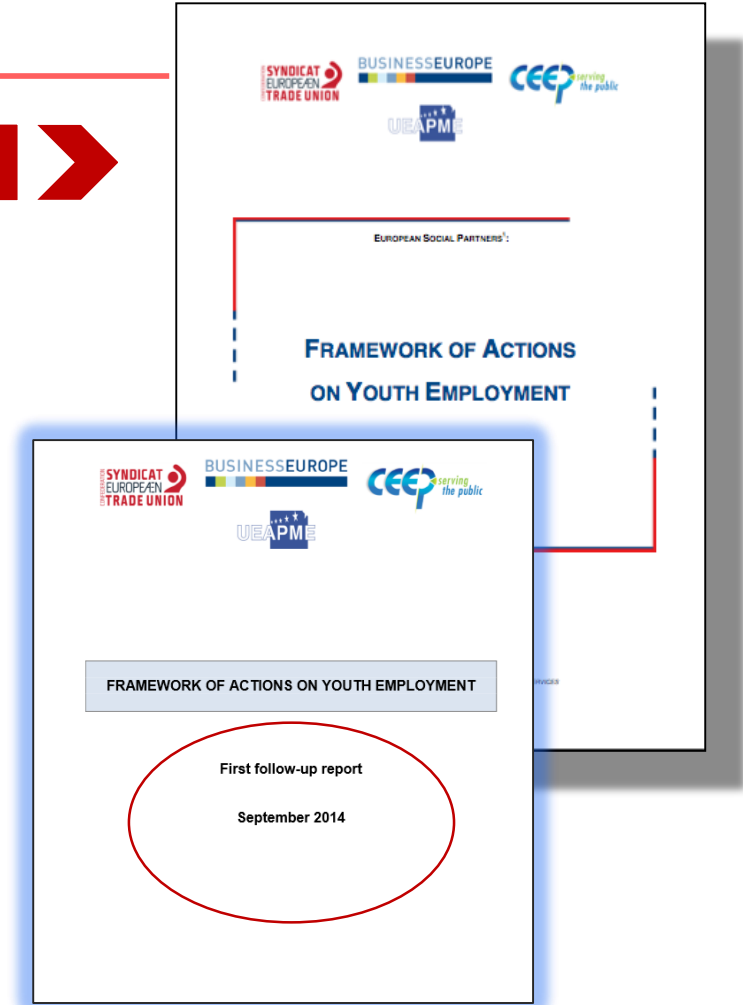 CONFEDERATION
SYNDICAT
EUROPEAN
TRADE UNION
BUSINESSEUROPE
CEEP serving
the public
UEAPME
EUROPEAN SOCIAL PARTNERS:
FRAMEWORK OF ACTIONS
ON YOUTH EMPLOYMENT
CONFEDERATION
SYNDICAT
EUROPEAN
TRADE UNION
BUSINESSEUROPE
CEEP serving
the public
UEAPME
FRAMEWORK OF ACTIONS ON YOUTH EMPLOYMENT
First follow-up report
September 2014